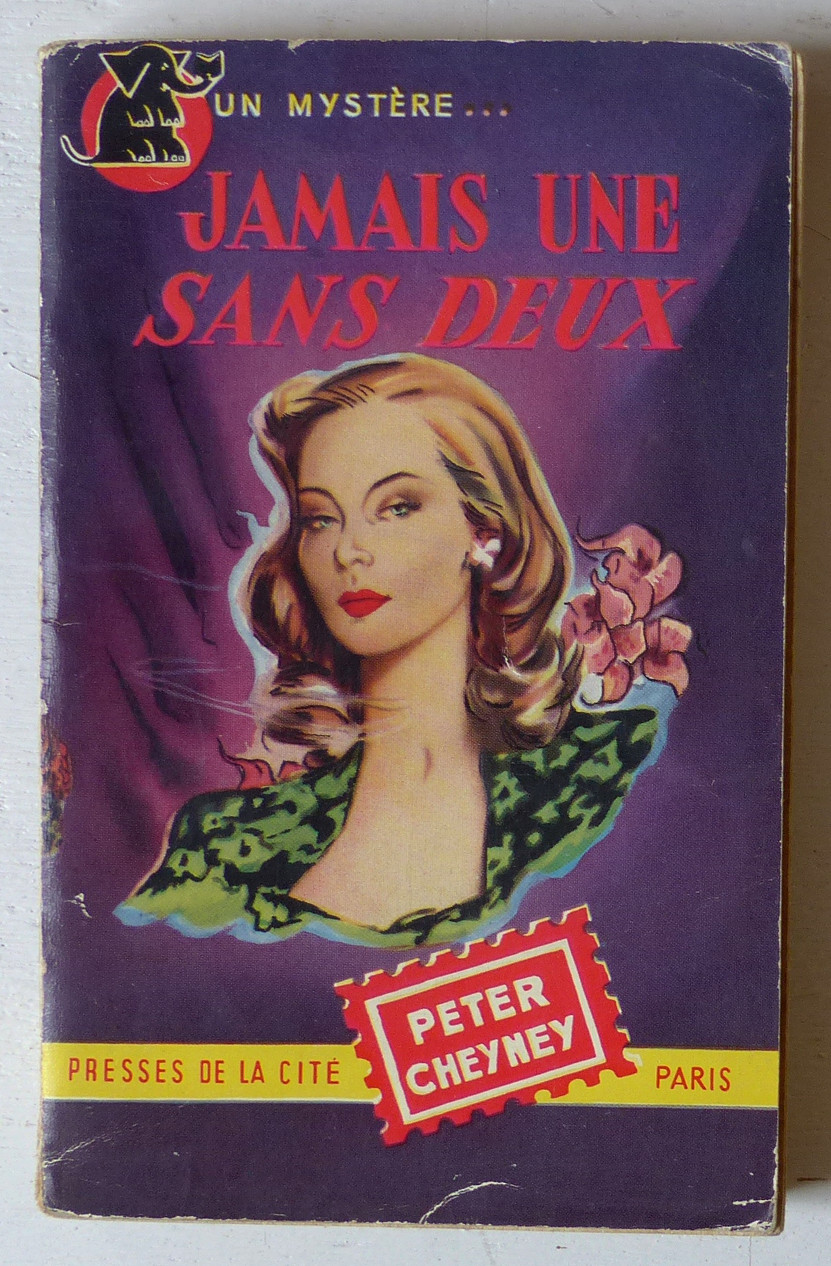 UN MYSTÈRE...
JAMAIS UNE
SANS DEUX
PETER
CHEYNEY
PRESSES DE LA CITÉ PARIS